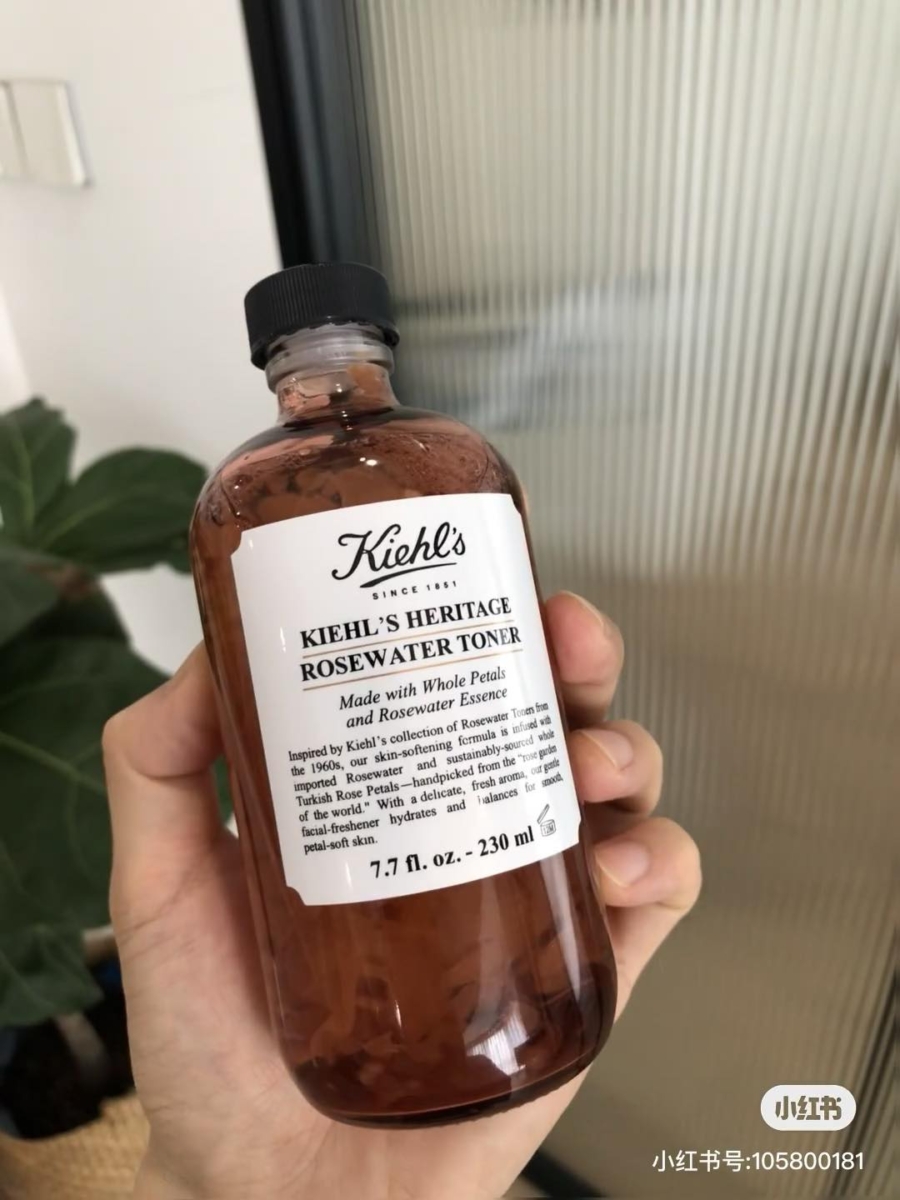 Kiehl's
SINCE 1851
KIEHL'S HERITAGE
ROSEWATER TONER
Made with Whole Petals
and Rosewater Essence
Inspired by Kiehl's collection of Rosewater Toners from
the 1960s, our skin-softening formula is infused with
imported Rosewater and sustainably-sourced whole
Turkish Rose Petals—handpicked from the "rose garden
of the world." With a delicate, fresh aroma, our gentle
facial-freshener hydrates and balances for smooth,
petal-soft skin.
7.7 fl. oz. - 230 ml
12M
小红书
小红书号:105800181